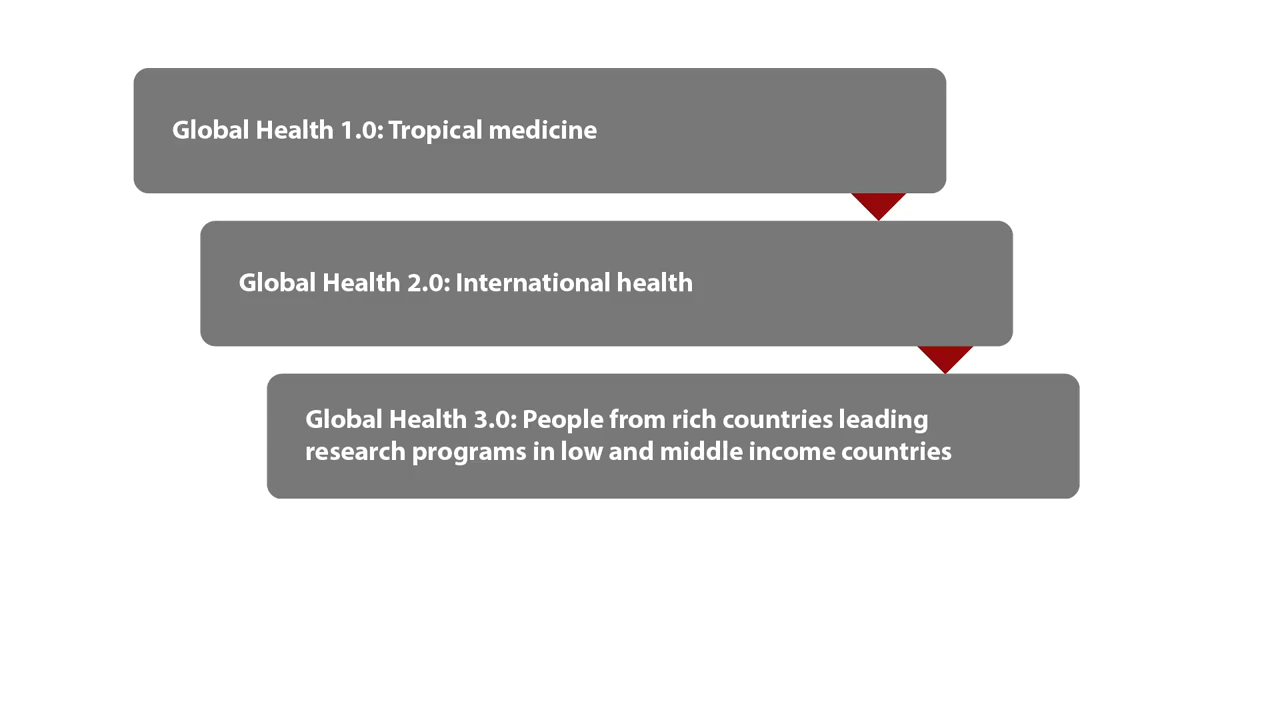 Global Health 1.0: Tropical medicine
Global Health 2.0: International health
Global Health 3.0: People from rich countries leading
research programs in low and middle income countries